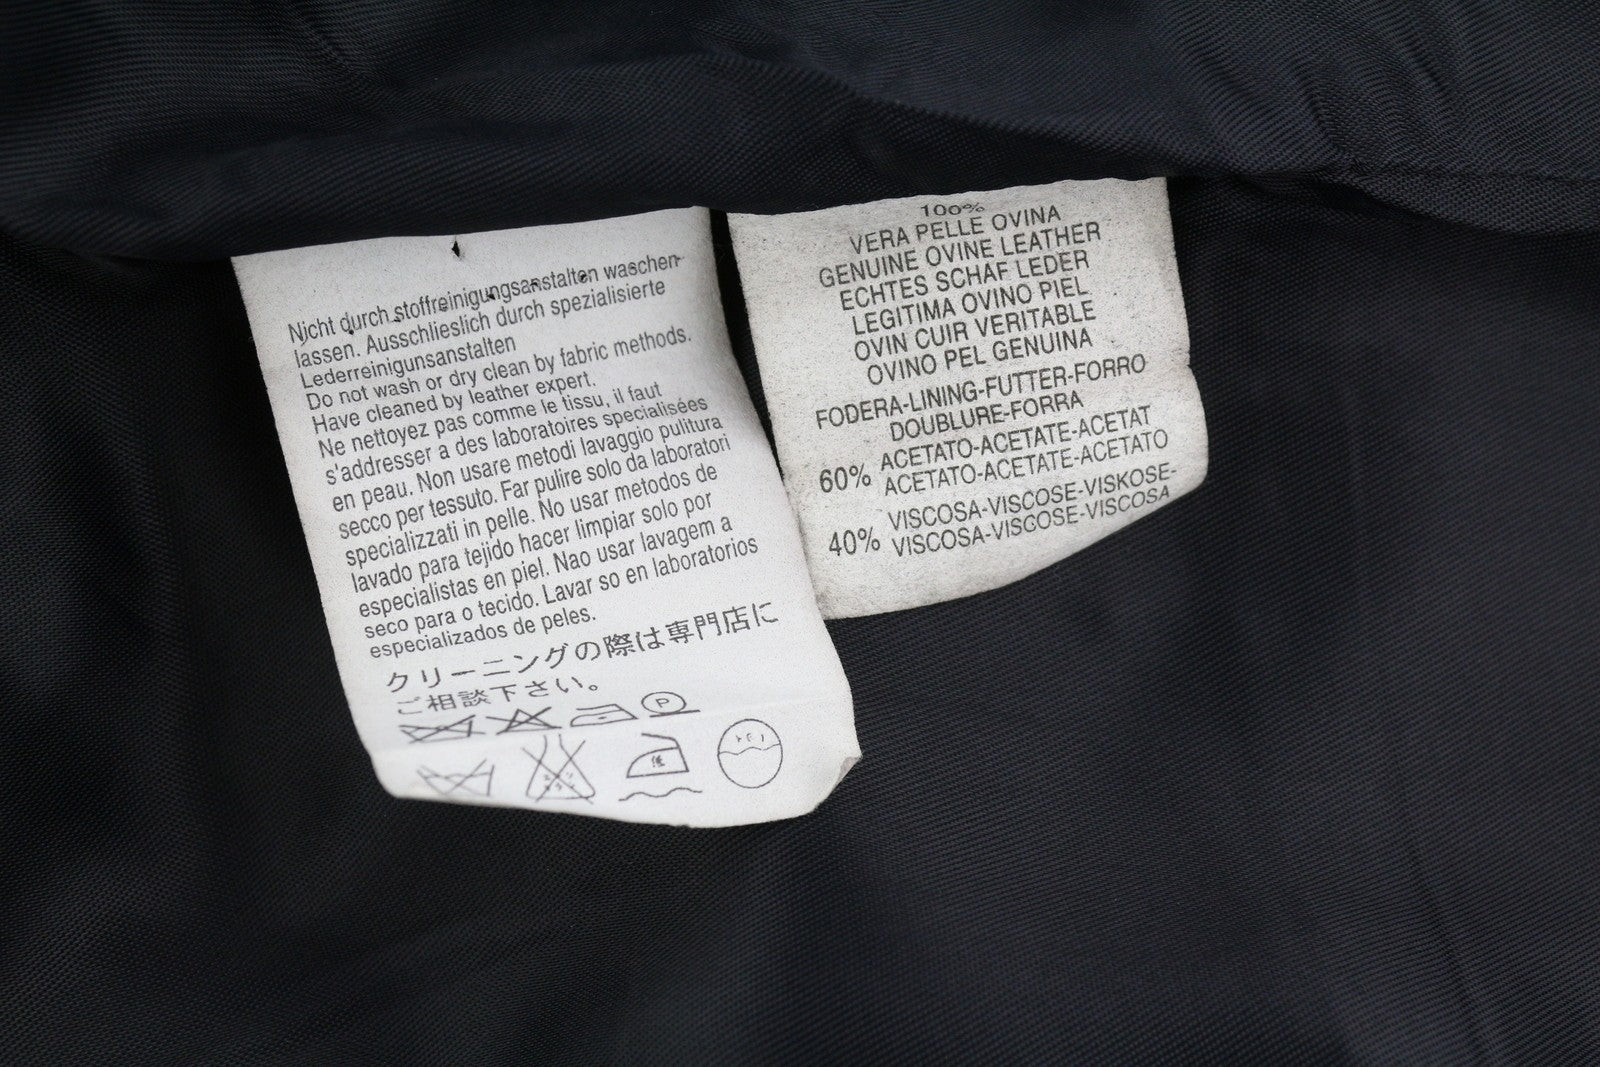 Nicht durch stoffreinigungsanstalten waschen
lassen. Ausschlieslich durch spezialisierte
Lederreinigunsanstalten
Do not wash or dry clean by fabric methods.
Have cleaned by leather expert.
Ne nettoyez pas comme le tissu, il faut
s'addresser a des laboratoires specialisées
en peau. Non usare metodi lavaggio pulitura
secco per tessuto. Far pulire solo da laboratori
specializzati in pelle. No usar metodos de
lavado para tejido hacer limpiar solo por
especialistas en piel. Nao usar lavagem a
seco para o tecido. Lavar so en laboratorios
especializados de peles.
クリーニングの際は専門店に
ご相談下さい。
P
100%
VERA PELLE OVINA
GENUINE OVINE LEATHER
ECHTES SCHAF LEDER
LEGITIMA OVINO PIEL
OVIN CUIR VERITABLE
OVINO PEL GENUINA
FODERA-LINING-FUTTER-FORRO
DOUBLURE-FORRA
60% ACETATO-ACETATE-ACETAT
ACETATO-ACETATE-ACETATO
40% VISCOSA-VISCOSE-VISKOSE-
VISCOSA-VISCOSE-VISCOSA